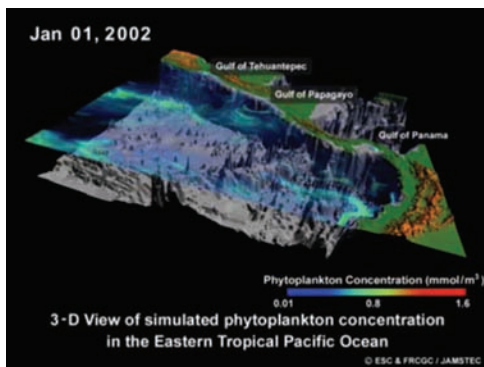 Jan 01, 2002
Gulf of Tehuantepec
Gulf of Papagayo
Gulf of Panama
Phytoplankton Concentration (mmol/m³)
0.01 0.8 1.6
3-D View of simulated phytoplankton concentration
in the Eastern Tropical Pacific Ocean
© ESC & FRCGC / JAMSTEC